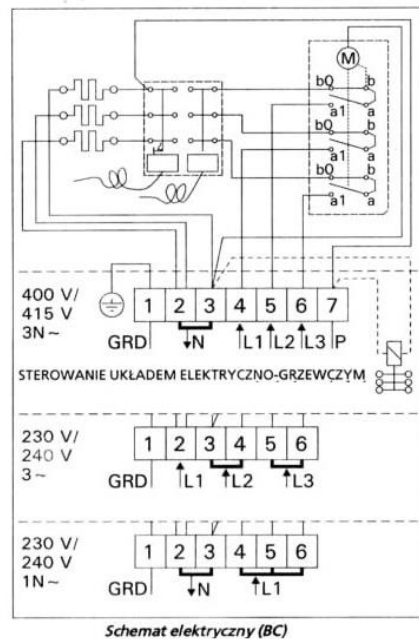 M
b0 b
a1 a
b0 b
a1 a
b0 b
a1 a
400 V/
415 V
3N~
1 2 3 4 5 6 7
GRD N L1 L2 L3 P
STEROWANIE UKŁADEM ELEKTRYCZNO-GRZEWCZYM
230 V/
240 V
3~
1 2 3 4 5 6
GRD L1 L2 L3
230 V/
240 V
1N~
1 2 3 4 5 6
GRD N L1
Schemat elektryczny (BC)